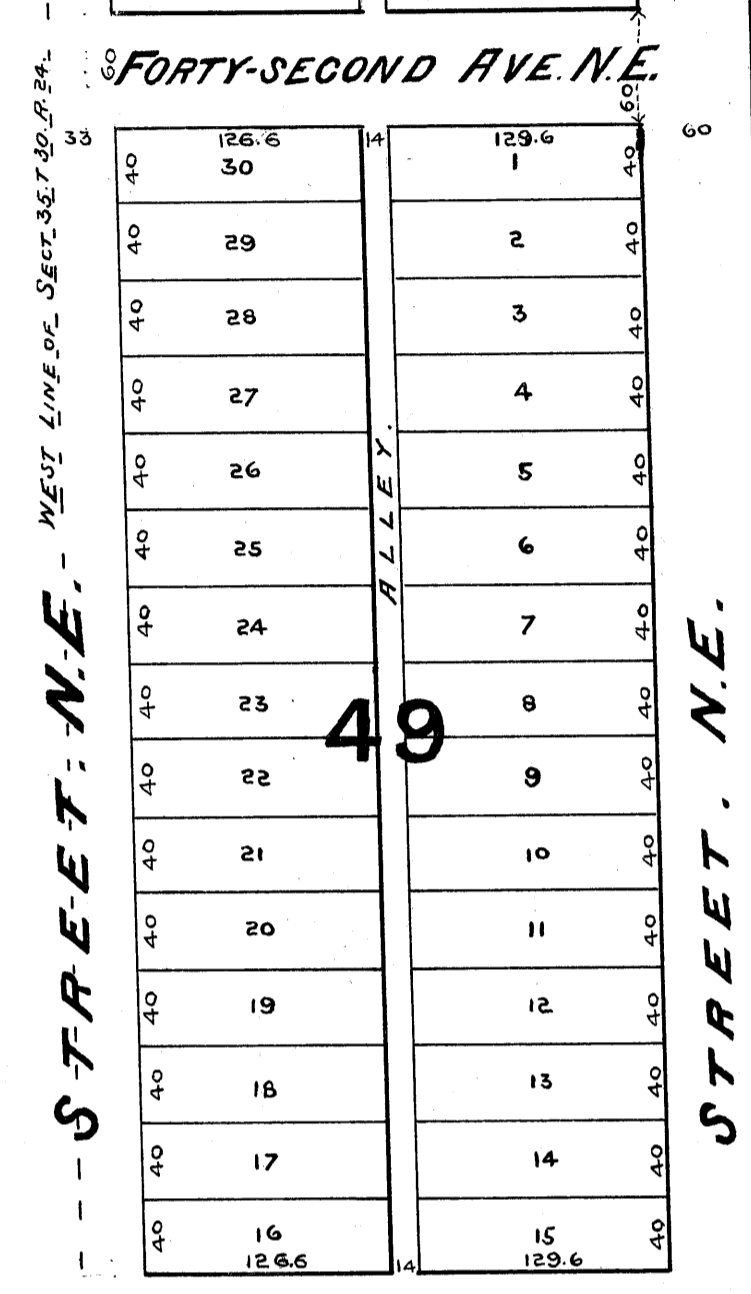 60 FORTY-SECOND AVE. N.E. 60
33 126.6 14 129.6 60
40 30 1 40
40 29 2 40
40 28 3 40
40 27 4 40
40 26 5 40
40 25 6 40
40 24 7 40
40 23 8 40
49
40 22 9 40
40 21 10 40
40 20 11 40
40 19 12 40
40 18 13 40
40 17 14 40
40 16 15 40
126.6 14 129.6
ALLEY.
STREET. N.E. WEST LINE OF SECT 35. T 30. R. 24.
STREET. N.E.